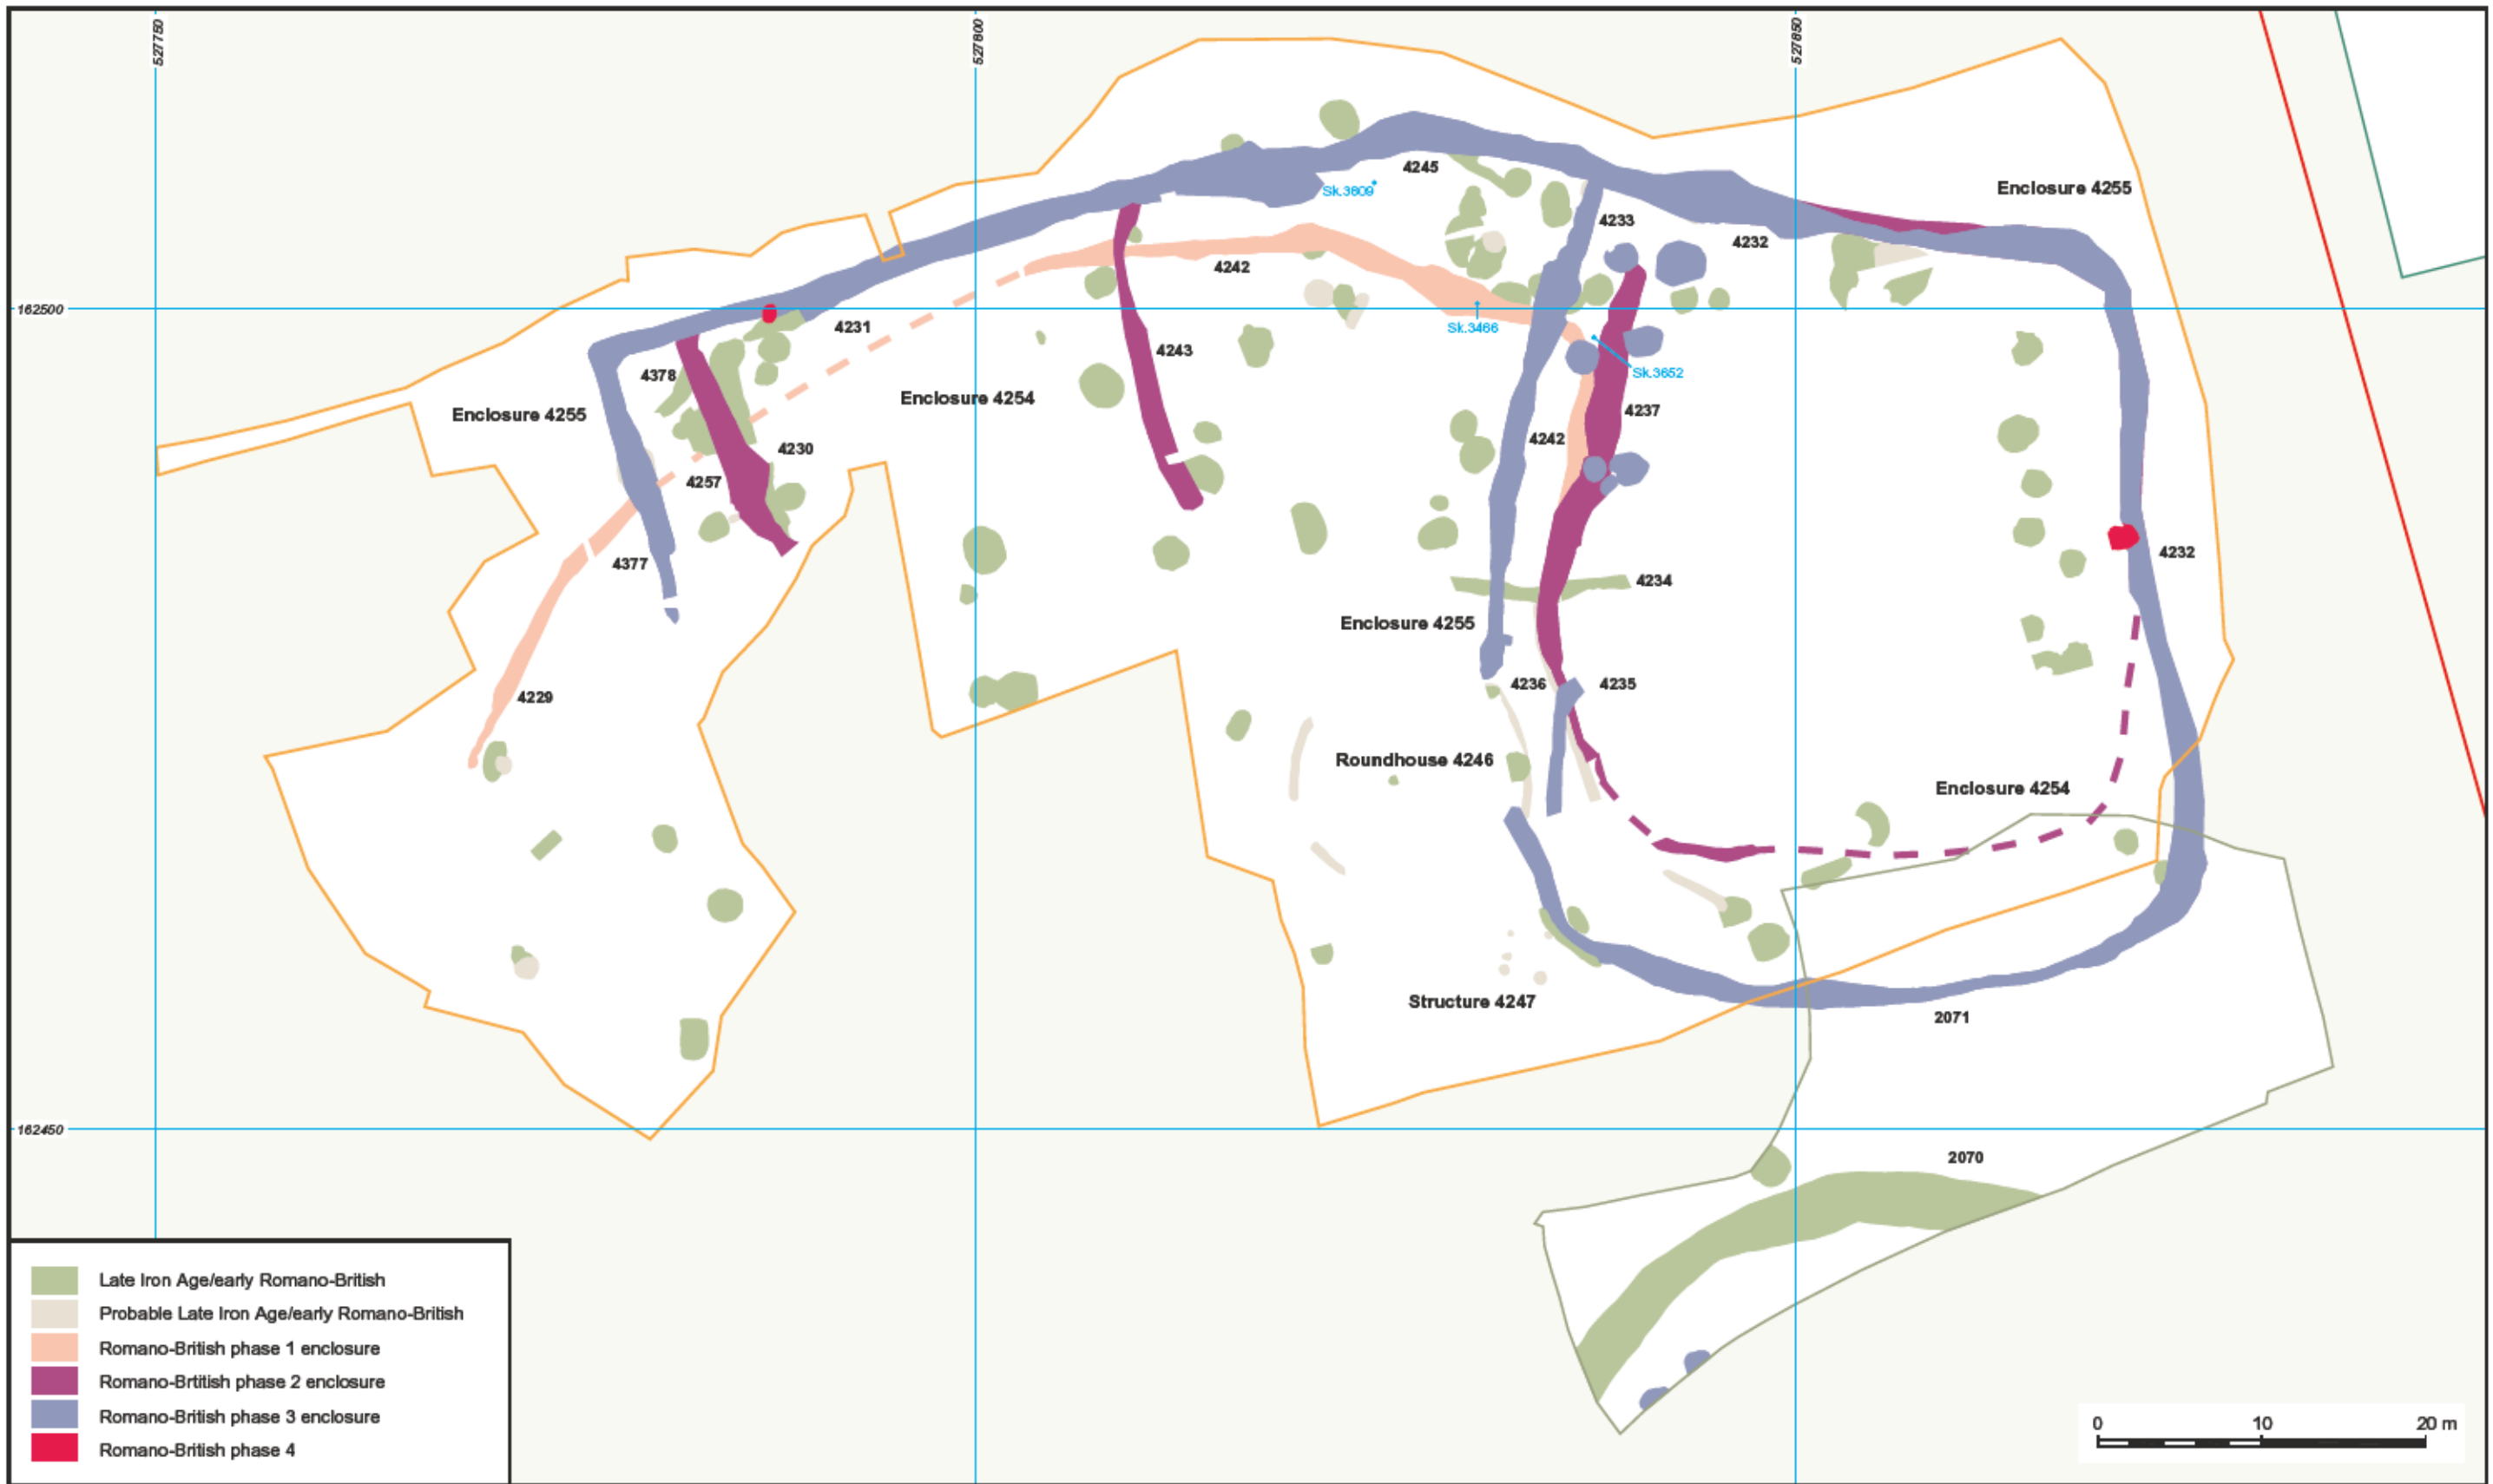 527750
527800
527850
Enclosure 4255
4245
Sk.3809
4233
4232
4242
162500
4231
Sk.3466
4243
4378
Sk.3652
Enclosure 4254
Enclosure 4255
4237
4242
4230
4257
4232
4377
4234
Enclosure 4255
4236
4235
4229
Roundhouse 4246
Enclosure 4254
Structure 4247
2071
162450
2070
Late Iron Age/early Romano-British
Probable Late Iron Age/early Romano-British
Romano-British phase 1 enclosure
Romano-Brtitish phase 2 enclosure
Romano-British phase 3 enclosure
Romano-British phase 4
0 10 20 m